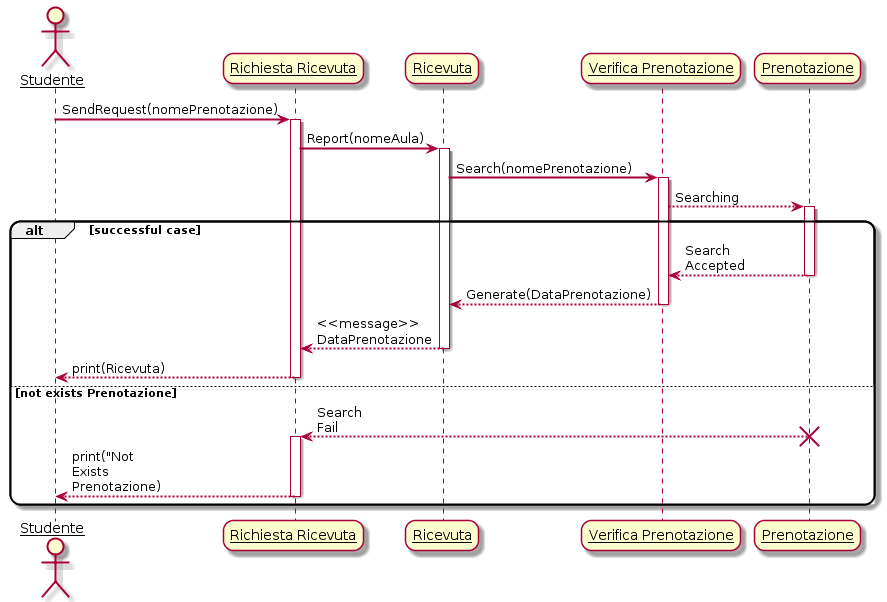 Studente
Richiesta Ricevuta
Ricevuta
Verifica Prenotazione
Prenotazione
SendRequest(nomePrenotazione)
Report(nomeAula)
Search(nomePrenotazione)
Searching
alt
[successful case]
Search
Accepted
Generate(DataPrenotazione)
<<message>>
DataPrenotazione
print(Ricevuta)
[not exists Prenotazione]
Search
Fail
print("Not
Exists
Prenotazione)
Studente
Richiesta Ricevuta
Ricevuta
Verifica Prenotazione
Prenotazione